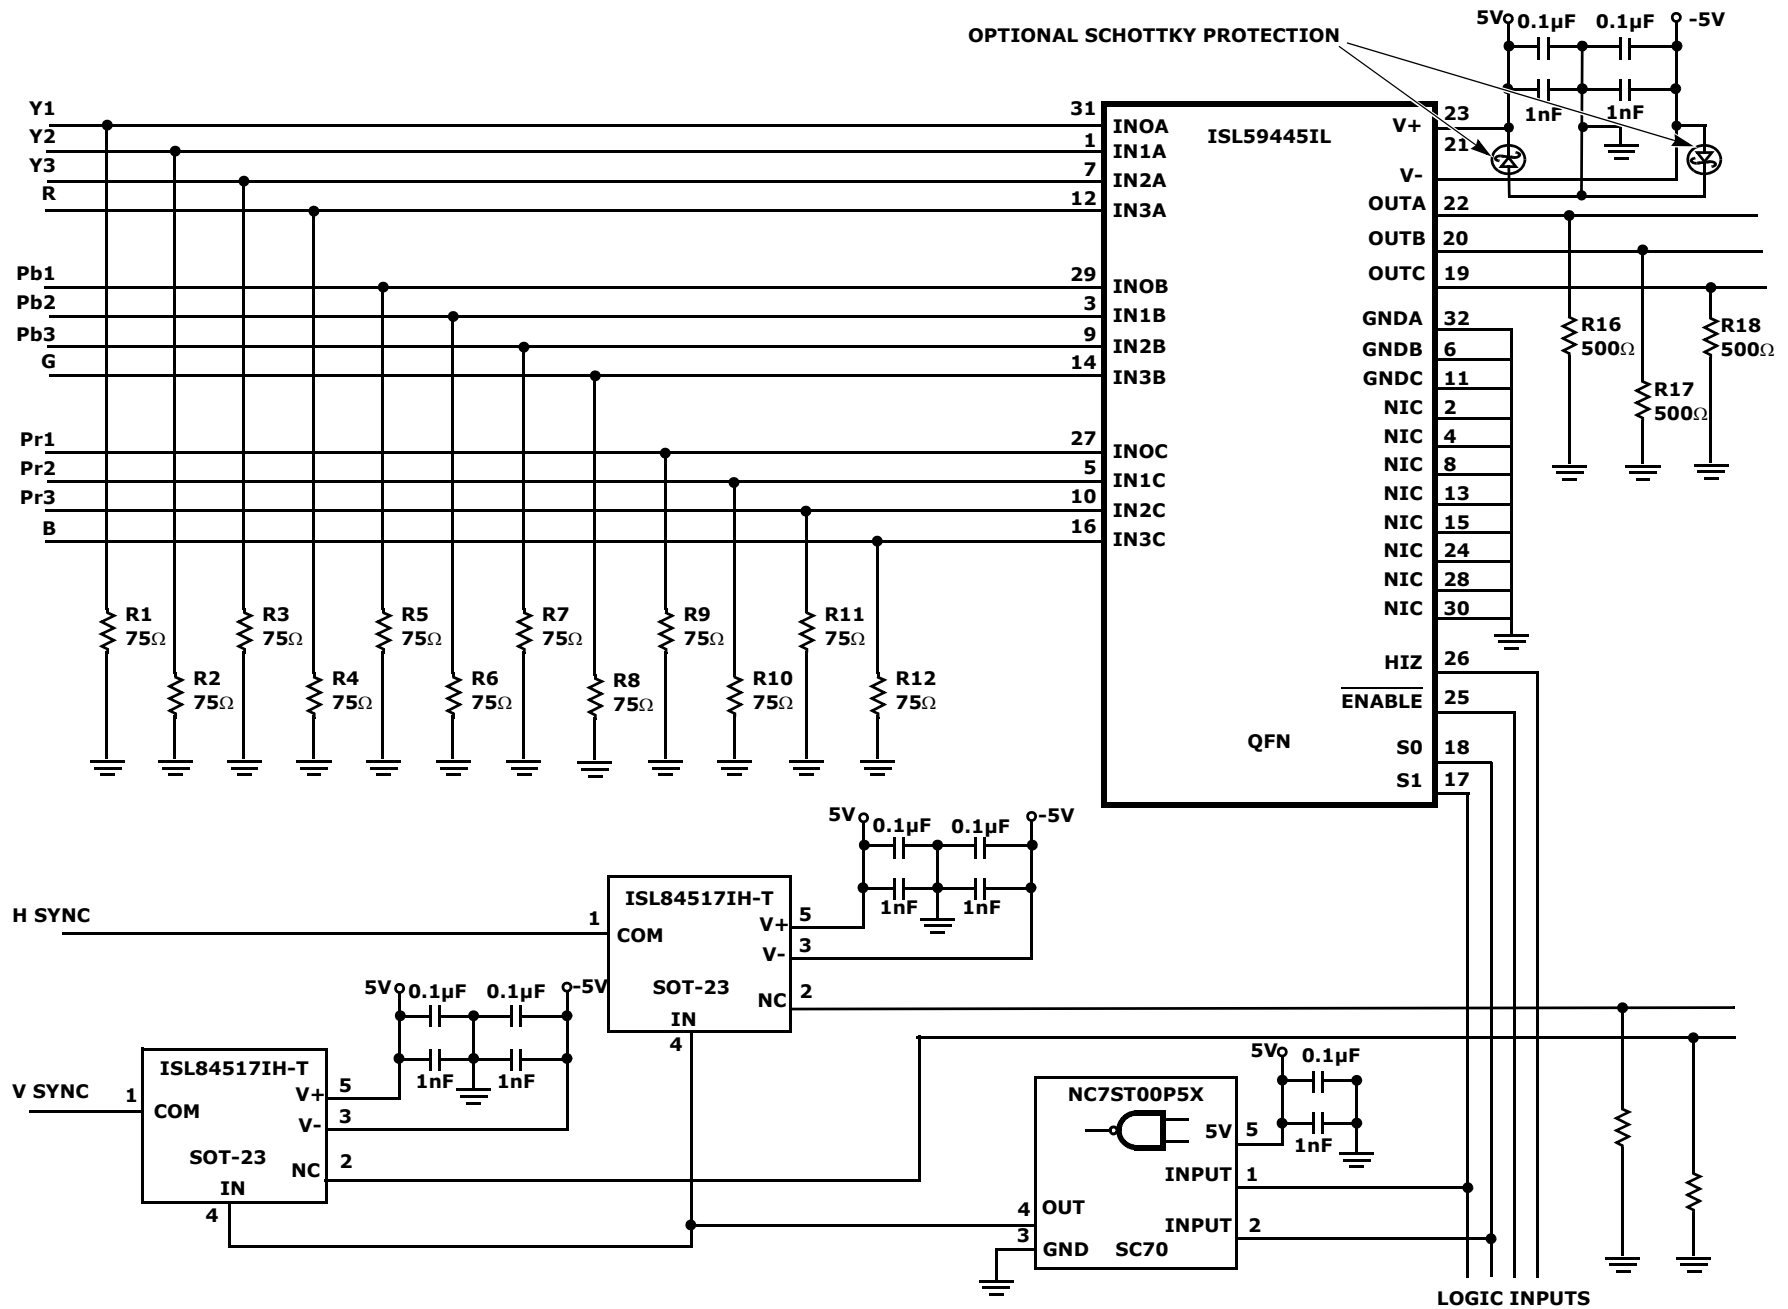 5V 0.1µF 0.1µF -5V
OPTIONAL SCHOTTKY PROTECTION
1nF 1nF
Y1
Y2
Y3
R
Pb1
Pb2
Pb3
G
Pr1
Pr2
Pr3
B
31 INOA
1 IN1A
7 IN2A
12 IN3A
29 INOB
3 IN1B
9 IN2B
14 IN3B
27 INOC
5 IN1C
10 IN2C
16 IN3C
ISL59445IL
QFN
V+ 23
V- 21
OUTA 22
OUTB 20
OUTC 19
GNDA 32
GNDB 6
GNDC 11
NIC 2
NIC 4
NIC 8
NIC 13
NIC 15
NIC 24
NIC 28
NIC 30
HIZ 26
ENABLE 25
S0 18
S1 17
R16
500Ω
R17
500Ω
R18
500Ω
R1
75Ω
R2
75Ω
R3
75Ω
R4
75Ω
R5
75Ω
R6
75Ω
R7
75Ω
R8
75Ω
R9
75Ω
R10
75Ω
R11
75Ω
R12
75Ω
5V 0.1µF 0.1µF -5V
1nF 1nF
H SYNC
ISL84517IH-T
1 COM
V+ 5
V- 3
SOT-23
NC 2
IN
4
5V 0.1µF 0.1µF -5V
1nF 1nF
V SYNC
ISL84517IH-T
1 COM
V+ 5
V- 3
SOT-23
NC 2
IN
4
5V 0.1µF
1nF
NC7ST00P5X
5V 5
INPUT 1
4 OUT
INPUT 2
3 GND
SC70
LOGIC INPUTS